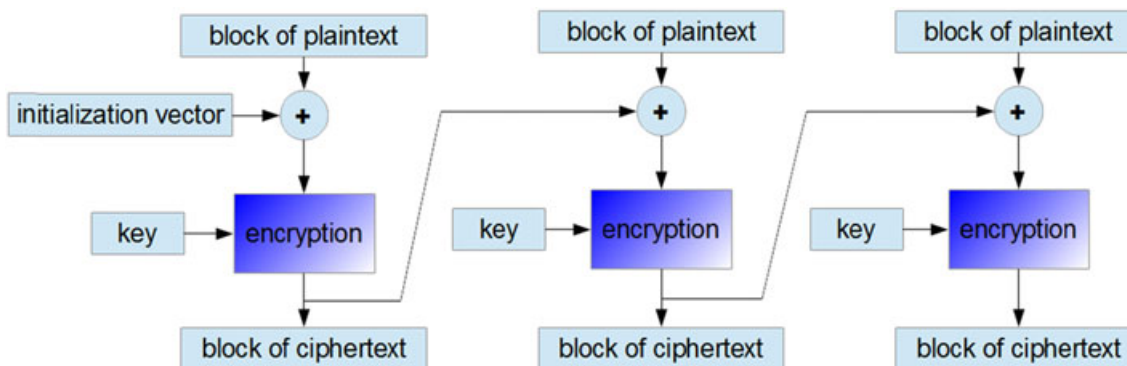 block of plaintext
block of plaintext
block of plaintext
initialization vector
+
+
+
key
encryption
key
encryption
key
encryption
block of ciphertext
block of ciphertext
block of ciphertext